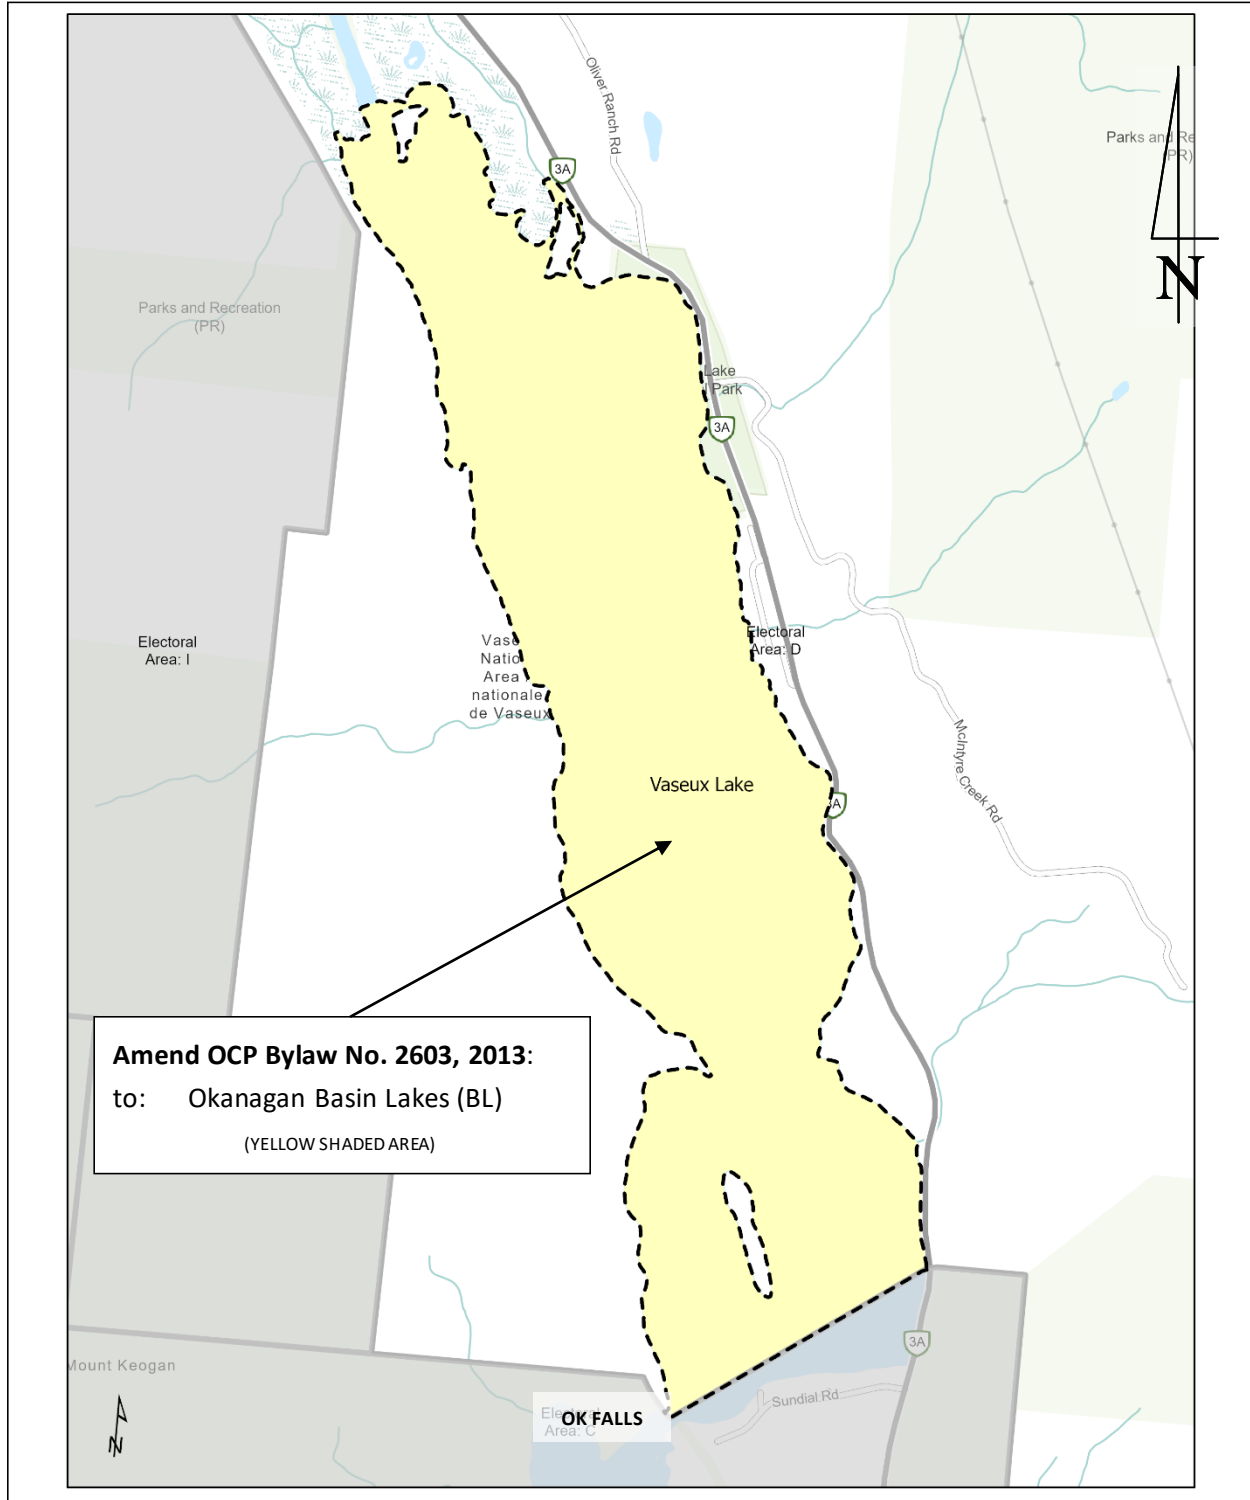 Oliver Ranch Rd
3A
Parks and Re
(PR)
N
Parks and Recreation
(PR)
Lake
Park
3A
Electoral
Area: I
Electoral
Area: D
Vase
Natio
Area
nationale
de Vaseux
McIntyre Creek Rd
Vaseux Lake
3A
Amend OCP Bylaw No. 2603, 2013:
to: Okanagan Basin Lakes (BL)
(YELLOW SHADED AREA)
3A
Mount Keogan
Sundial Rd
Electoral
OK FALLS
Area: C
N